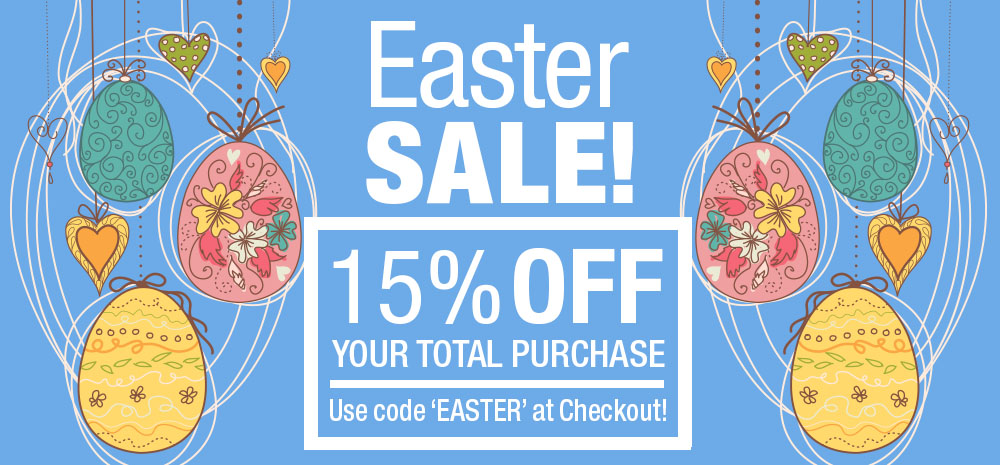 Easter
SALE!
15% OFF
YOUR TOTAL PURCHASE
Use code ‘EASTER’ at Checkout!